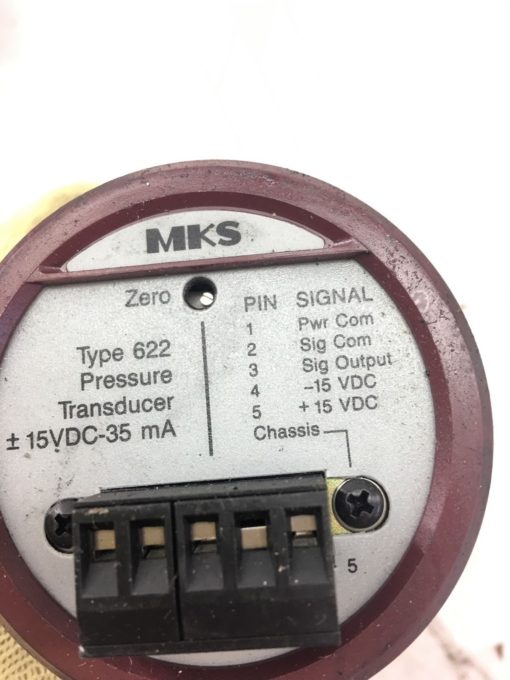 MKS
Zero
Type 622
Pressure
Transducer
± 15VDC-35 mA
PIN SIGNAL
1 Pwr Com
2 Sig Com
3 Sig Output
4 -15 VDC
5 + 15 VDC
Chassis
5